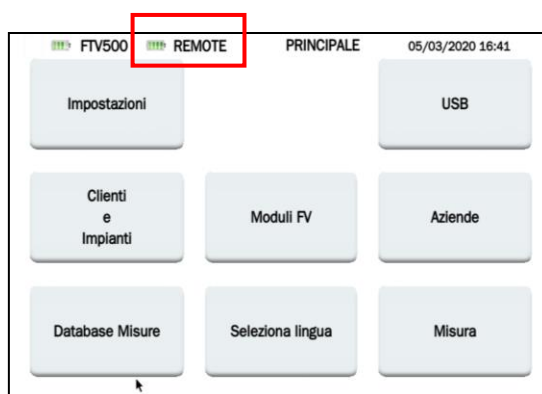 FTV500 REMOTE PRINCIPALE 05/03/2020 16:41
Impostazioni USB
Clienti
e
Impianti
Moduli FV Aziende
Database Misure Seleziona lingua Misura